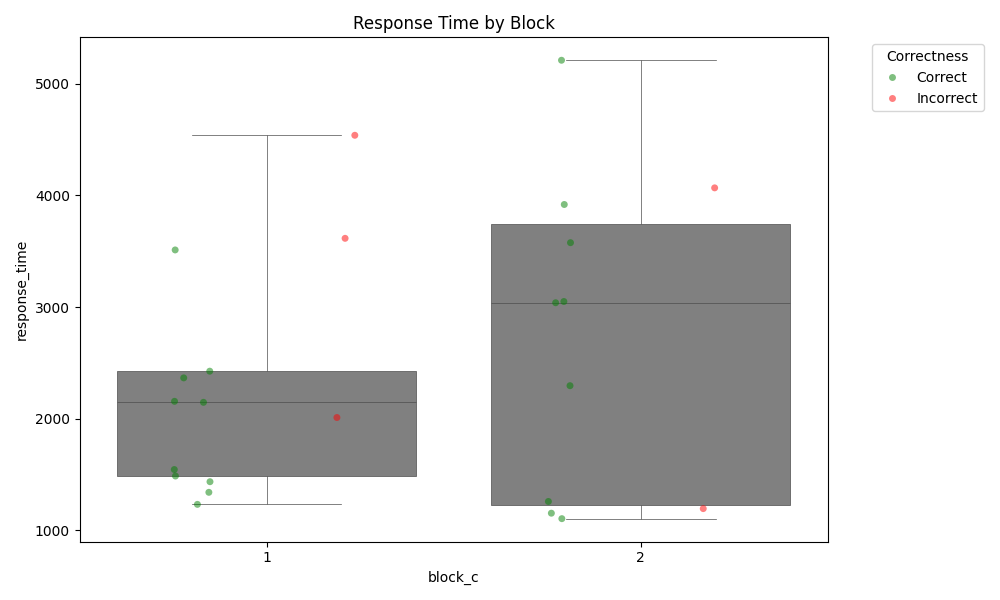 Response Time by Block
Correctness
Correct
Incorrect
response_time
5000
4000
3000
2000
1000
1
2
block_c